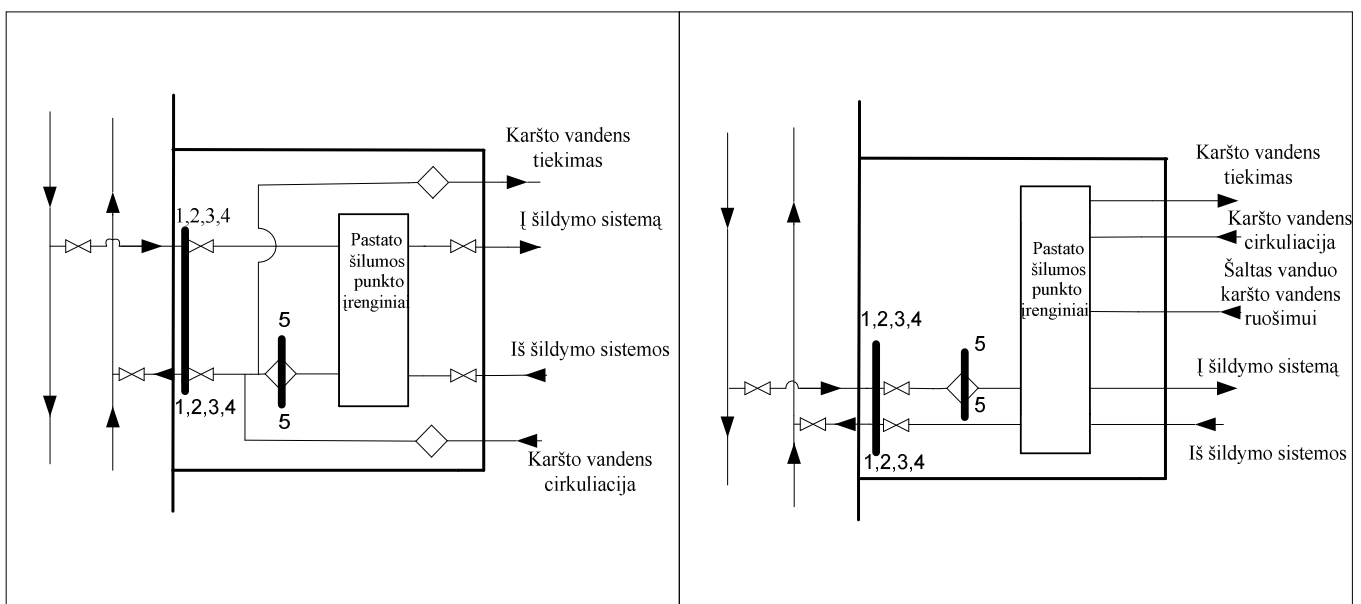 Karšto vandens
tiekimas
1,2,3,4
Į šildymo sistemą
Pastato
šilumos
punkto
įrenginiai
5
Iš šildymo sistemos
1,2,3,4
5
Karšto vandens
cirkuliacija
Karšto vandens
tiekimas
Karšto vandens
cirkuliacija
Pastato
šilumos
punkto
įrenginiai
Šaltas vanduo
karšto vandens
ruošimui
1,2,3,4
5
Į šildymo sistemą
5
1,2,3,4
Iš šildymo sistemos